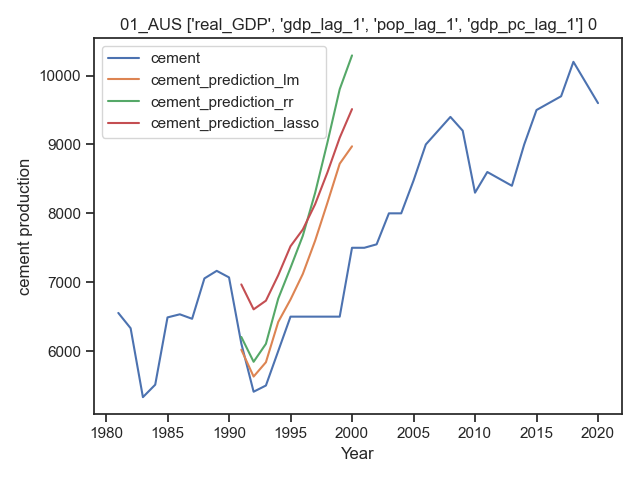 01_AUS ['real_GDP', 'gdp_lag_1', 'pop_lag_1', 'gdp_pc_lag_1'] 0
cement
cement_prediction_lm
cement_prediction_rr
cement_prediction_lasso
cement production
10000
9000
8000
7000
6000
1980 1985 1990 1995 2000 2005 2010 2015 2020
Year